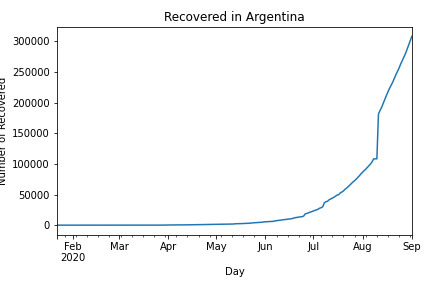 Recovered in Argentina
Number of Recovered
300000
250000
200000
150000
100000
50000
0
Feb Mar Apr May Jun Jul Aug Sep
2020
Day